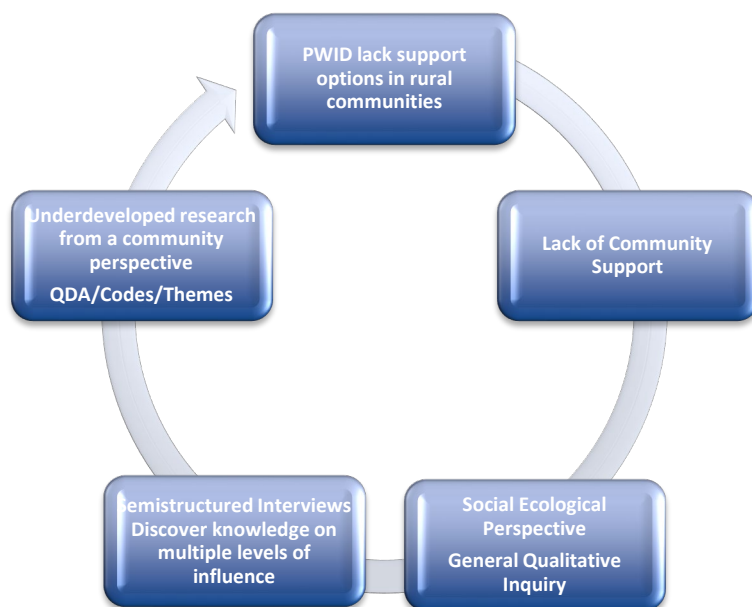 PWID lack support
options in rural
communities
Lack of Community
Support
Social Ecological
Perspective
General Qualitative
Inquiry
Semistructured Interviews
Discover knowledge on
multiple levels of
influence
Underdeveloped research
from a community
perspective
QDA/Codes/Themes